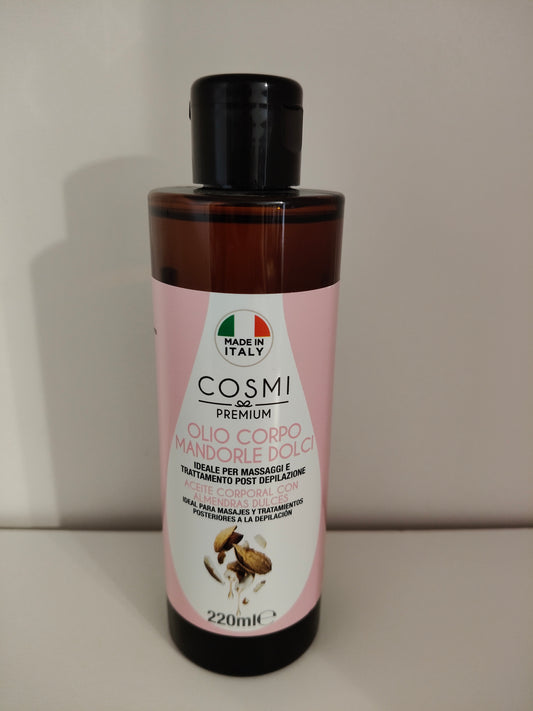 MADE IN
ITALY
COSMI
PREMIUM
OLIO CORPO
MANDORLE DOLCI
IDEALE PER MASSAGGI E
TRATTAMENTO POST DEPILAZIONE
ACEITE CORPORAL CON
ALMENDRAS DULCES
IDEAL PARA MASAJES Y TRATAMIENTOS
POSTERIORES A LA DEPILACIÓN
220ml℮